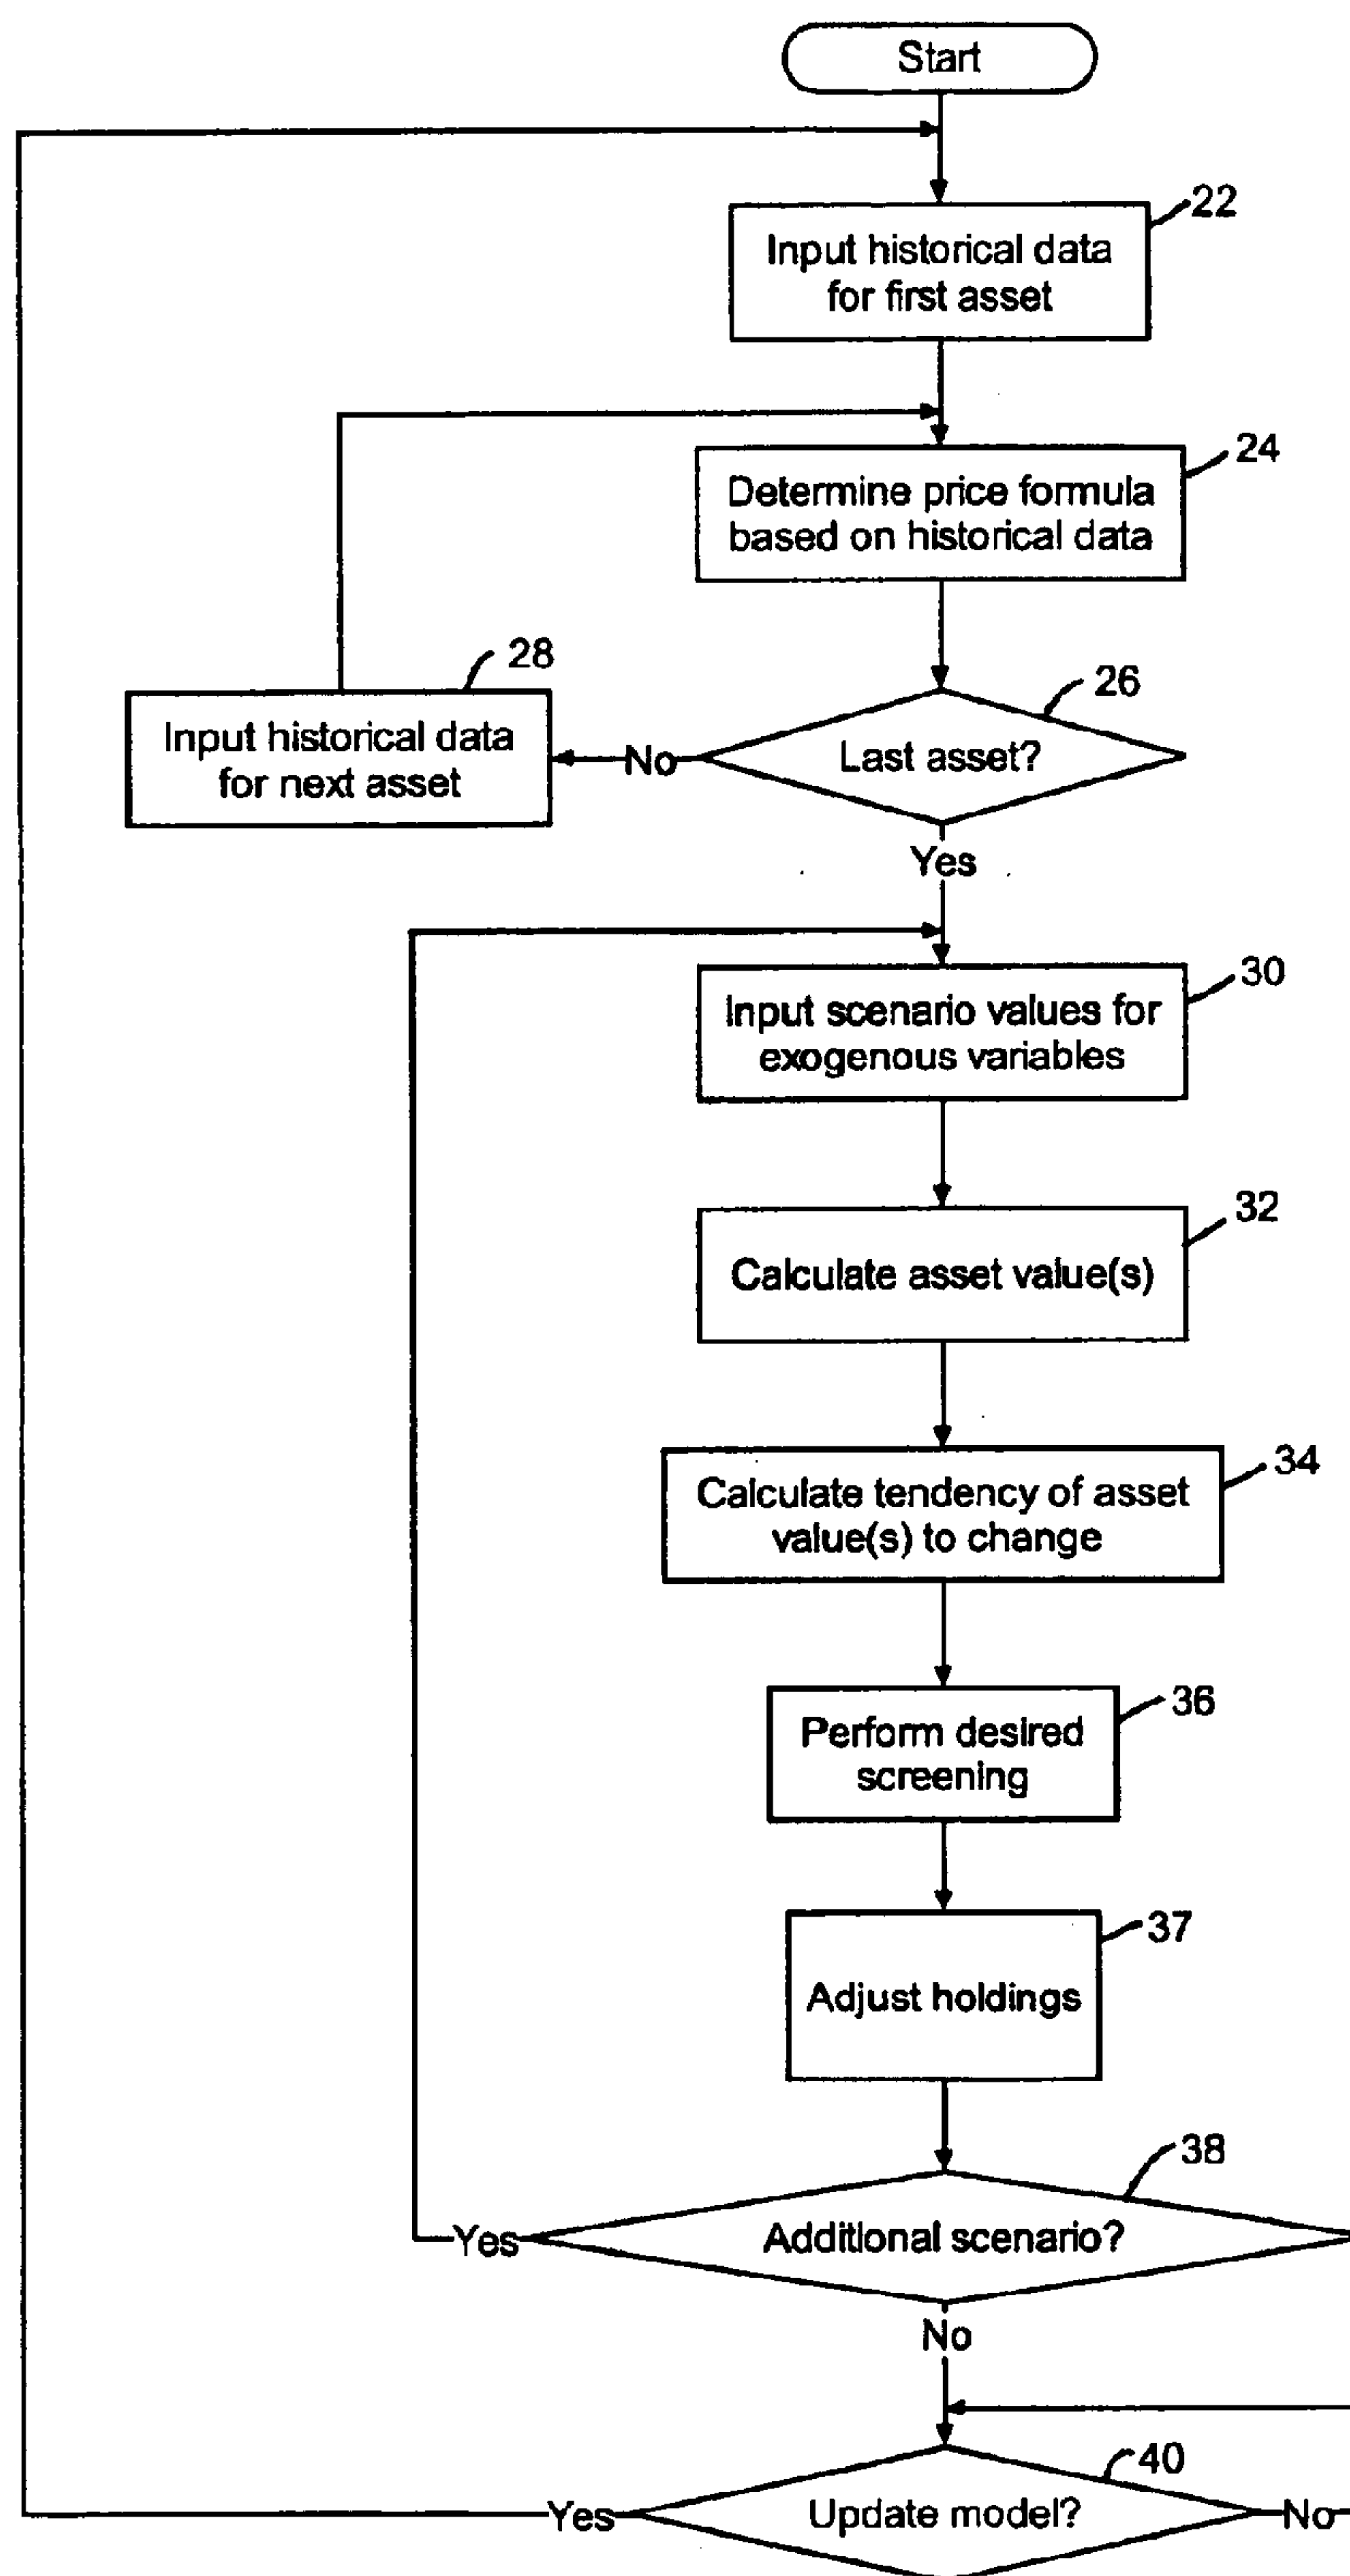 Start
22
Input historical data
for first asset
24
Determine price formula
based on historical data
28
Input historical data
for next asset
No
26
Last asset?
Yes
30
Input scenario values for
exogenous variables
32
Calculate asset value(s)
34
Calculate tendency of asset
value(s) to change
36
Perform desired
screening
37
Adjust holdings
38
Yes
Additional scenario?
No
40
Yes
Update model?
No